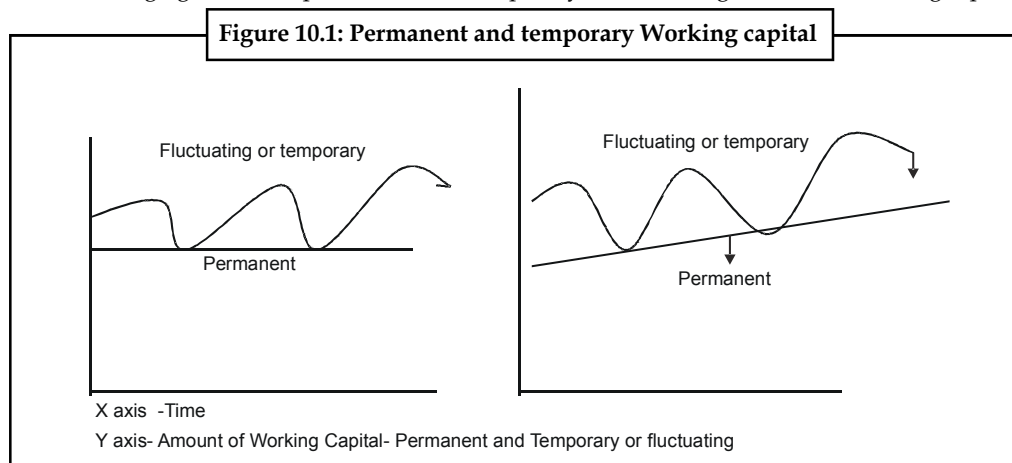 Figure 10.1: Permanent and temporary Working capital
Fluctuating or temporary
Permanent
Fluctuating or temporary
Permanent
X axis -Time
Y axis- Amount of Working Capital- Permanent and Temporary or fluctuating